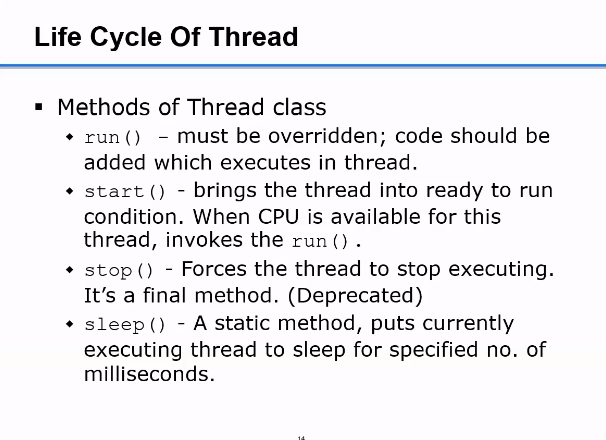 Life Cycle Of Thread
▪ Methods of Thread class
◆ run() – must be overridden; code should be
added which executes in thread.
◆ start() - brings the thread into ready to run
condition. When CPU is available for this
thread, invokes the run().
◆ stop() - Forces the thread to stop executing.
It’s a final method. (Deprecated)
◆ sleep() - A static method, puts currently
executing thread to sleep for specified no. of
milliseconds.
14